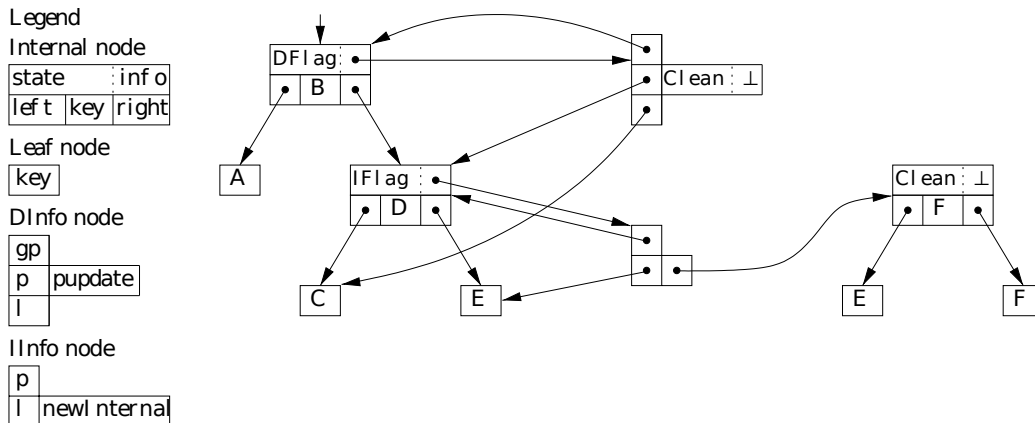 Legend
Internal node
state info
left key right
Leaf node
key
DInfo node
gp
p pupdate
l
IInfo node
p
l newInternal
DFlag
B
Clean ⊥
A
IFlag
D
Clean ⊥
F
C
E
E
F